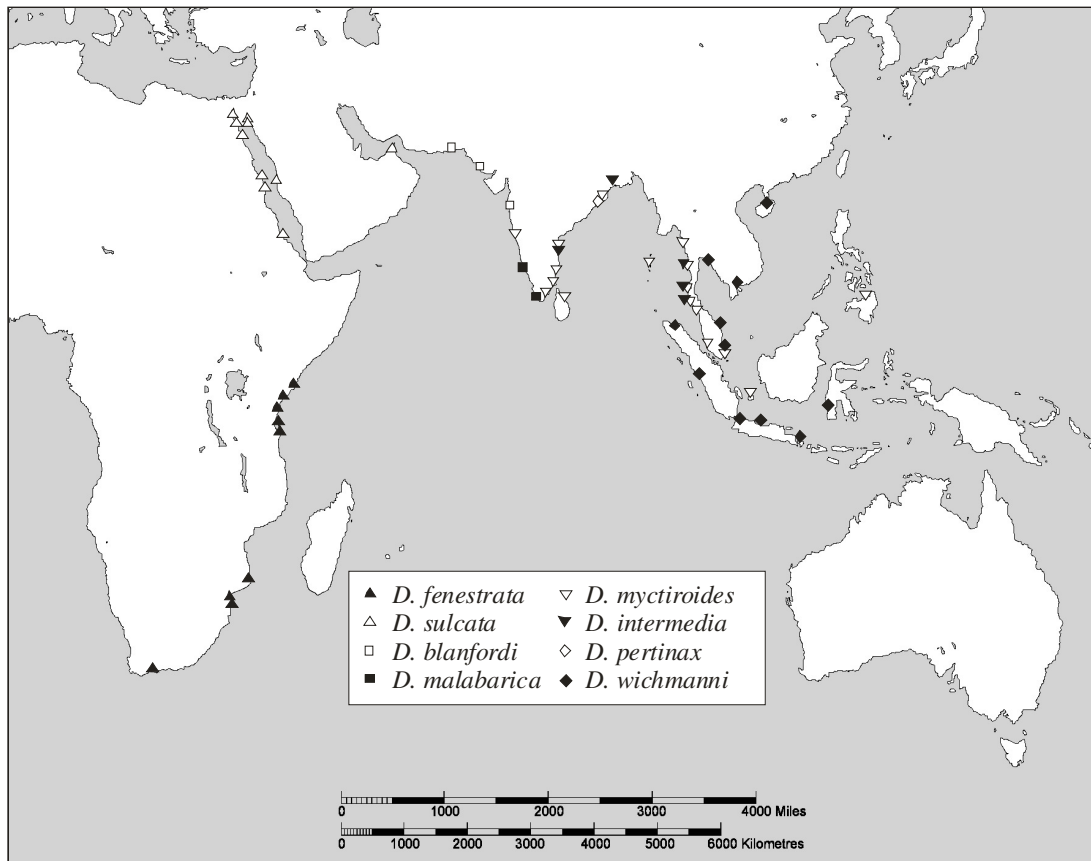 D. fenestrata
D. sulcata
D. blanfordi
D. malabarica
D. myctiroides
D. intermedia
D. pertinax
D. wichmanni
0 1000 2000 3000 4000 Miles
0 1000 2000 3000 4000 5000 6000 Kilometres